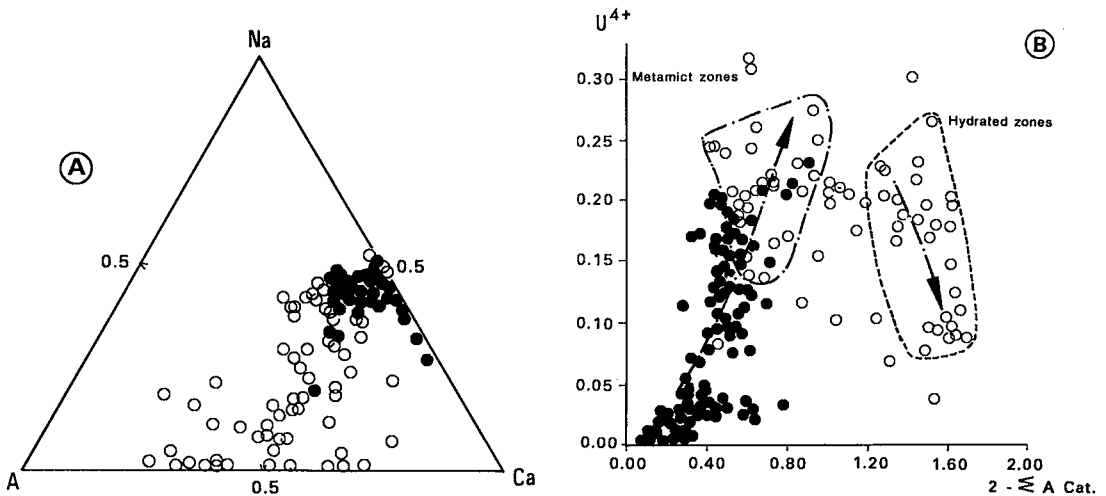 Na
A
0.5
0.5
A
Ca
0.5
U4+
B
0.30
Metamict zones
0.25
Hydrated zones
0.20
0.15
0.10
0.05
0.00
0.00 0.40 0.80 1.20 1.60 2.00
2 - Σ A Cat.